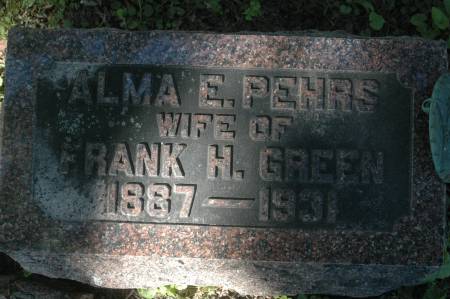 ALMA E. PEHRS
WIFE OF
FRANK H. GREEN
1887 — 1931